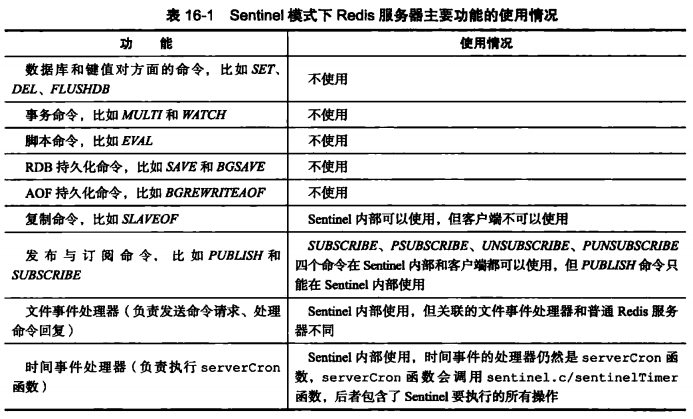 表 16-1 Sentinel 模式下 Redis 服务器主要功能的使用情况
功 能
使用情况
数据库和键值对方面的命令，比如 SET、
DEL、FLUSHDB
不使用
事务命令，比如 MULTI 和 WATCH
不使用
脚本命令，比如 EVAL
不使用
RDB 持久化命令，比如 SAVE 和 BGSAVE
不使用
AOF 持久化命令，比如 BGREWRITEAOF
不使用
复制命令，比如 SLAVEOF
Sentinel 内部可以使用，但客户端不可以使用
发布与订阅命令，比如 PUBLISH 和
SUBSCRIBE
SUBSCRIBE、PSUBSCRIBE、UNSUBSCRIBE、PUNSUBSCRIBE
四个命令在 Sentinel 内部和客户端都可以使用，但 PUBLISH 命令只
能在 Sentinel 内部使用
文件事件处理器（负责发送命令请求、处理
命令回复）
Sentinel 内部使用，但关联的文件事件处理器和普通 Redis 服务
器不同
时间事件处理器（负责执行 serverCron
函数）
Sentinel 内部使用，时间事件的处理器仍然是 serverCron 函
数，serverCron 函数会调用 sentinel.c/sentinelTimer
函数，后者包含了 Sentinel 要执行的所有操作